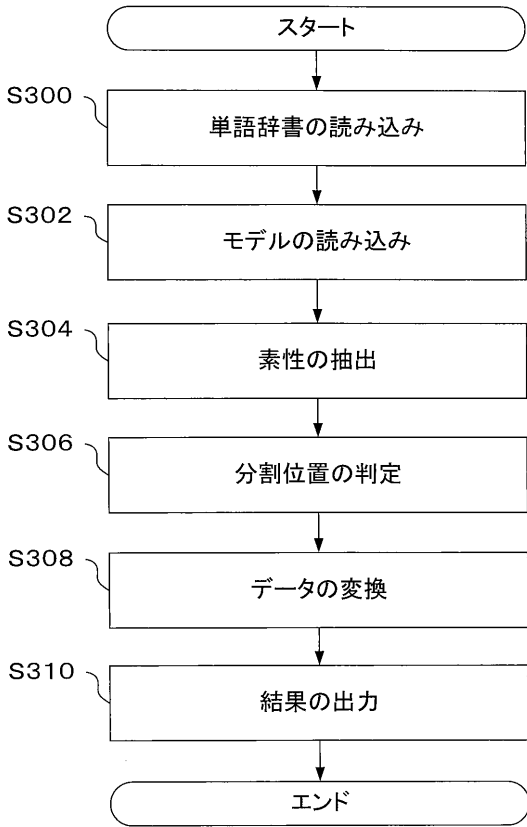 スタート
S300
単語辞書の読み込み
S302
モデルの読み込み
S304
素性の抽出
S306
分割位置の判定
S308
データの変換
S310
結果の出力
エンド